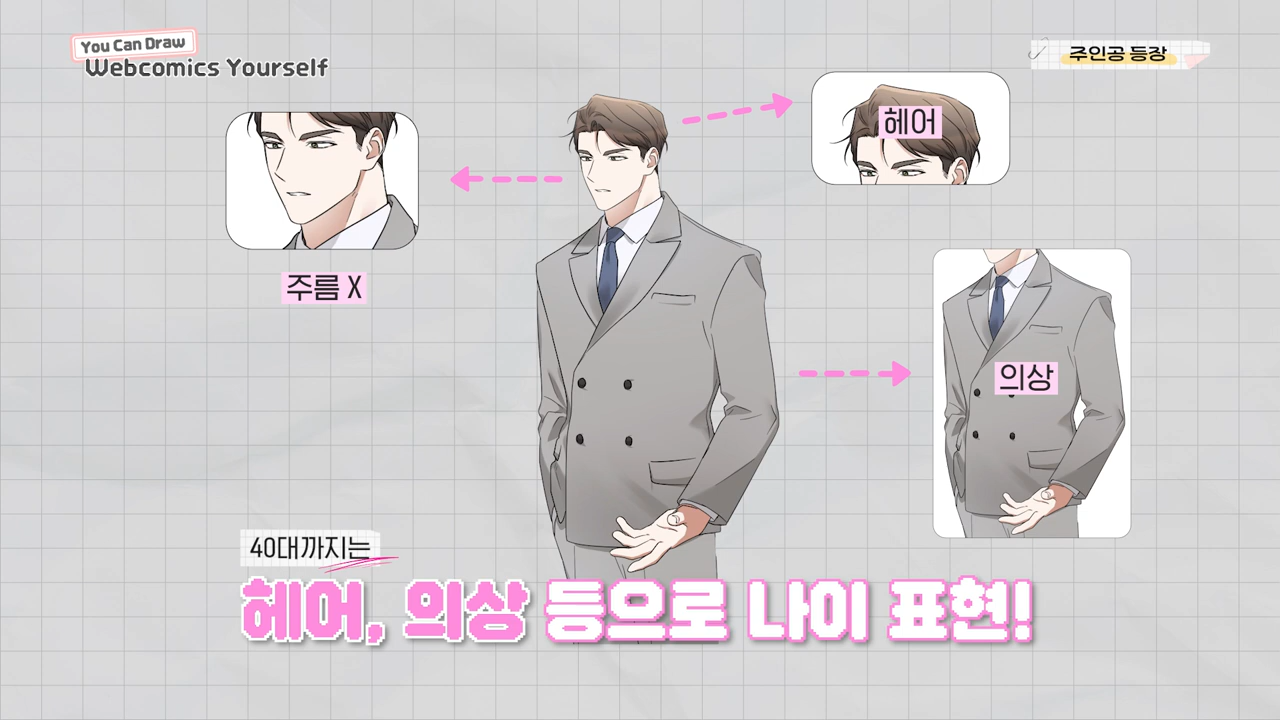 You Can Draw
Webcomics Yourself
주인공 등장
헤어
주름 X
의상
40대까지는
헤어, 의상 등으로 나이 표현!